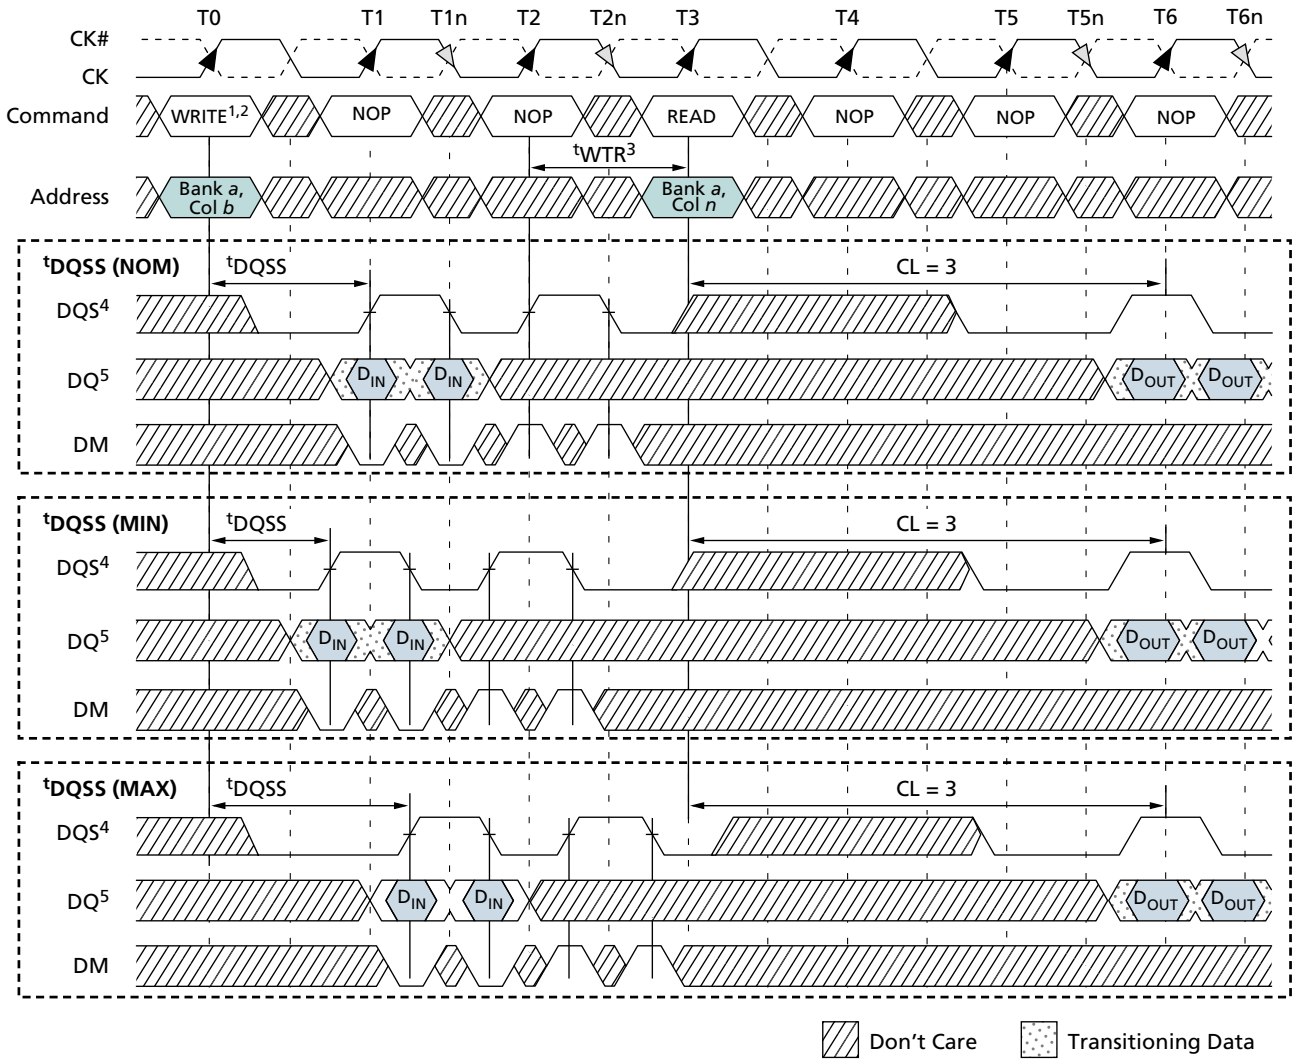 T0 T1 T1n T2 T2n T3 T4 T5 T5n T6 T6n
CK#
CK
Command WRITE1,2 NOP NOP READ NOP NOP NOP
tWTR3
Address Bank a, Col b Bank a, Col n
tDQSS (NOM) tDQSS CL = 3
DQS4
DQ5 DIN DIN DOUT DOUT
DM
tDQSS (MIN) tDQSS CL = 3
DQS4
DQ5 DIN DIN DOUT DOUT
DM
tDQSS (MAX) tDQSS CL = 3
DQS4
DQ5 DIN DIN DOUT DOUT
DM
Don't Care Transitioning Data